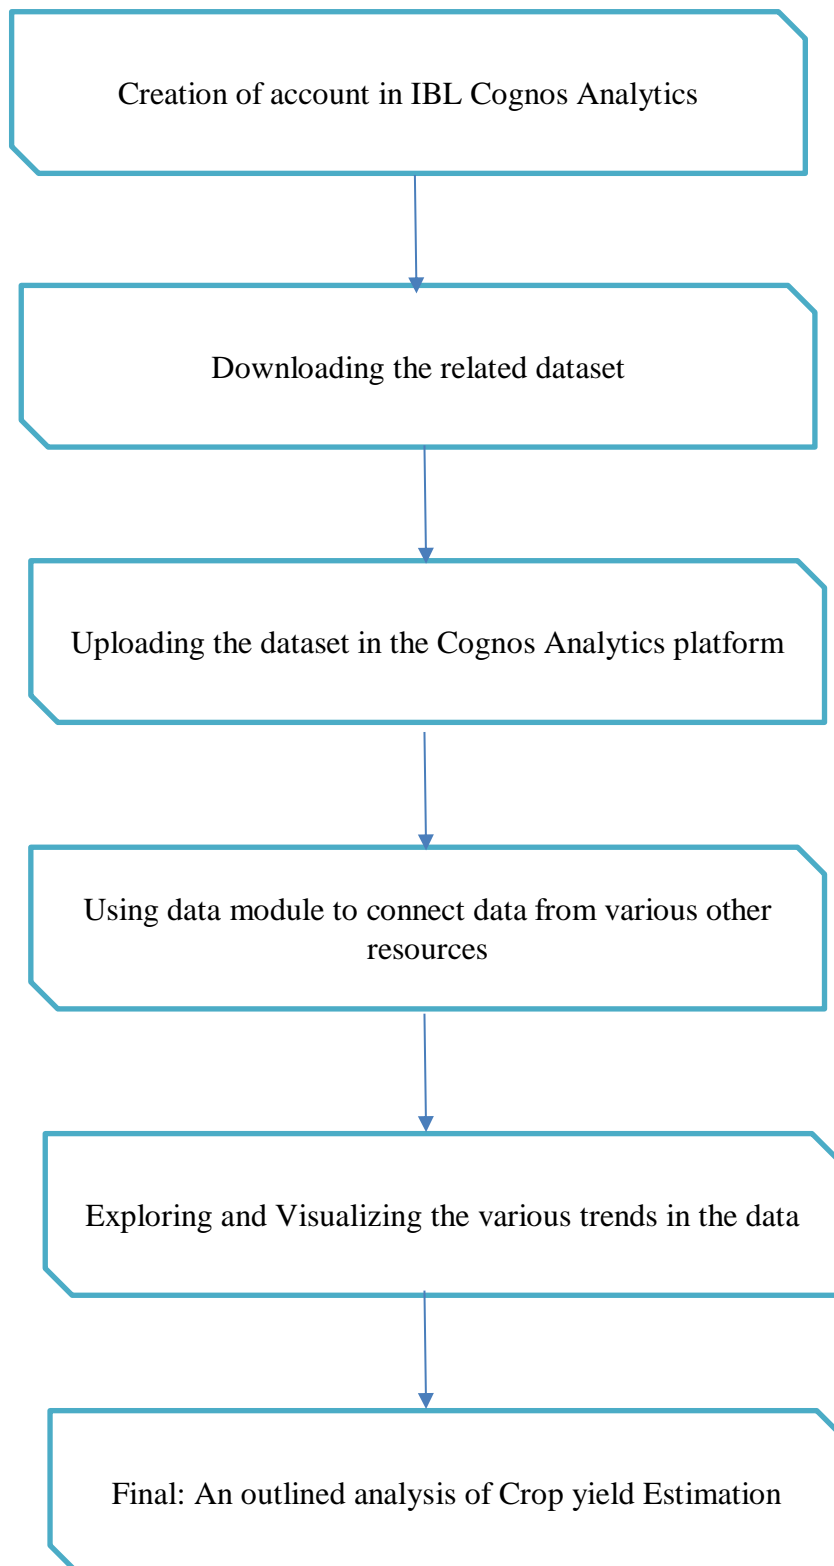 Creation of account in IBL Cognos Analytics
Downloading the related dataset
Uploading the dataset in the Cognos Analytics platform
Using data module to connect data from various other
resources
Exploring and Visualizing the various trends in the data
Final: An outlined analysis of Crop yield Estimation